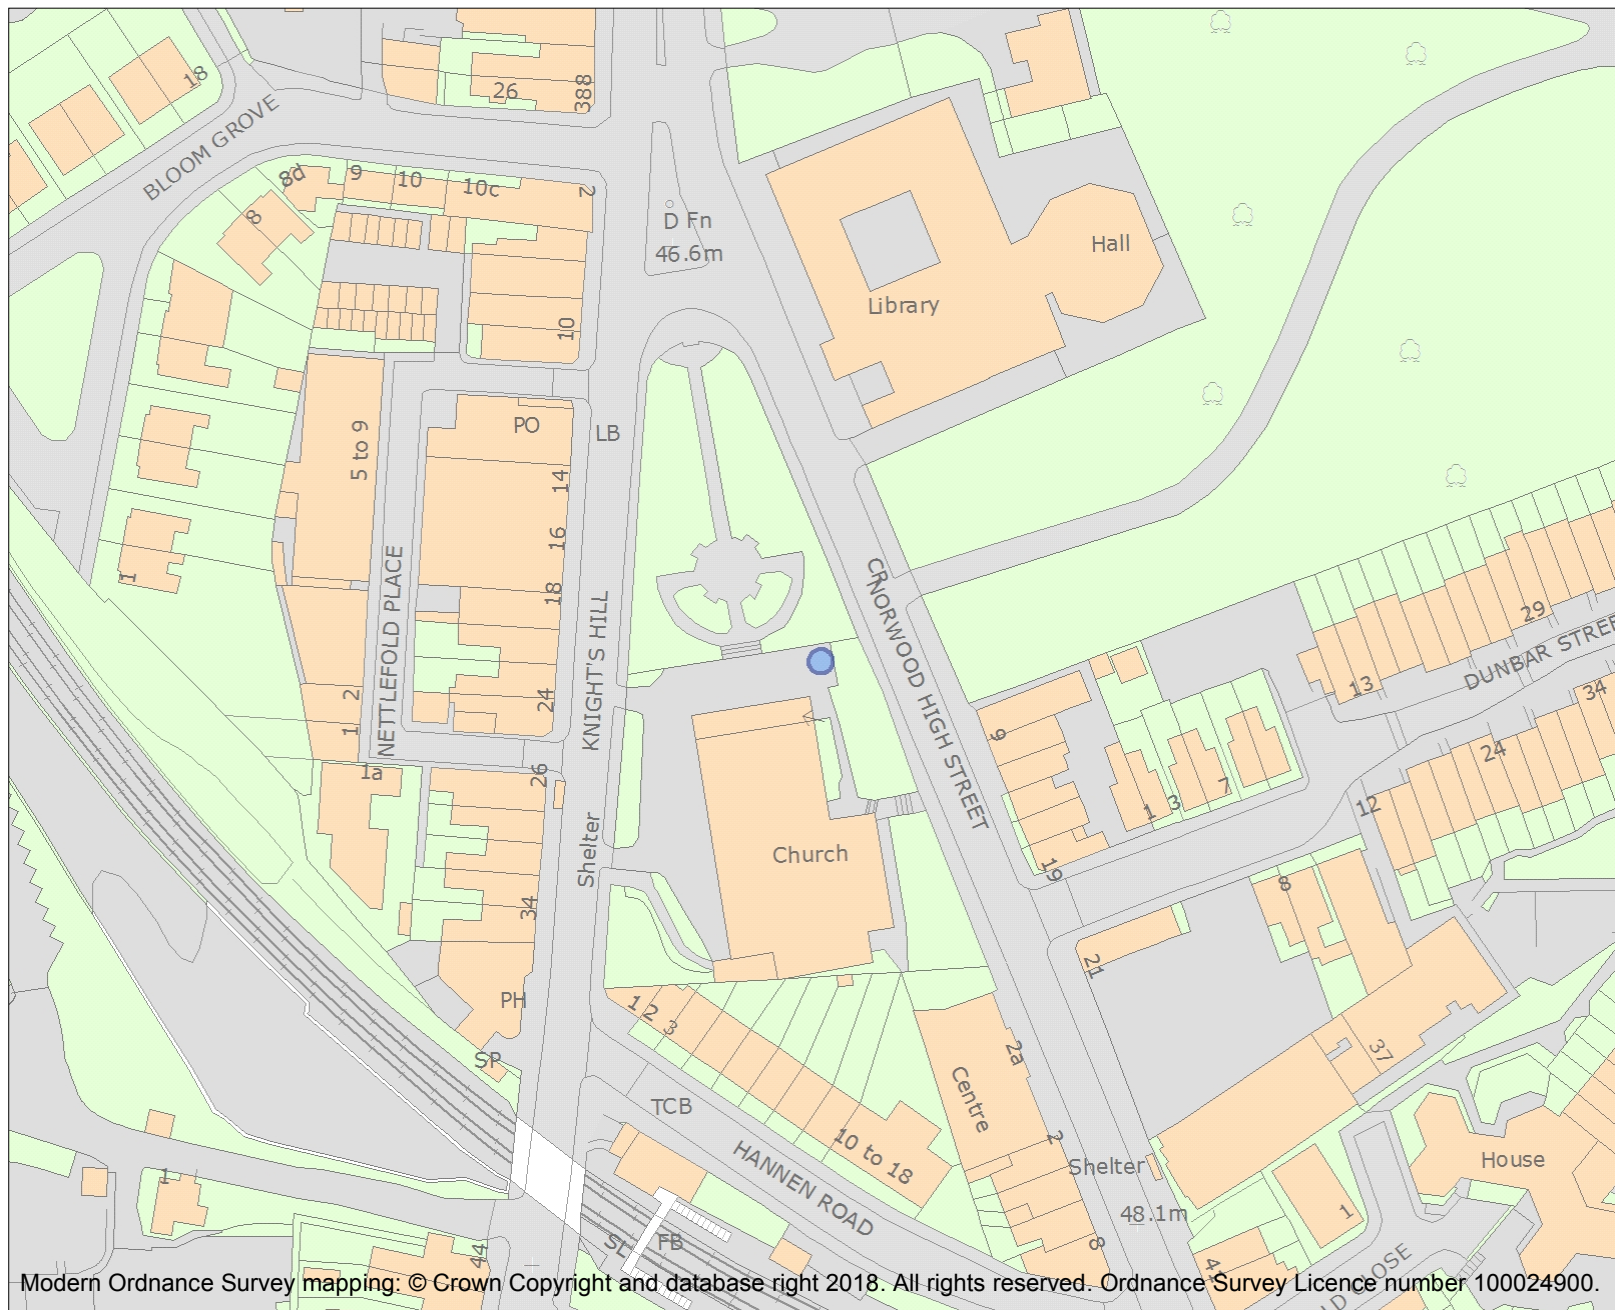 18
26
388
BLOOM GROVE
8d
9
10
10c
2
8
D Fn
46.6m
Hall
Library
10
PO
LB
5 to 9
14
16
18
1
NETTLEFOLD PLACE
KNIGHT'S HILL
NORWOOD HIGH STREET
CR
29
DUNBAR STREE
13
34
2
24
1
9
1a
26
24
7
3
1
12
Shelter
Church
19
8
34
21
PH
1 2 3
2a
37
SP
Centre
TCB
10 to 18
HANNEN ROAD
2
Shelter
House
1
48.1m
1
SL
FB
44
8
41
LD CLOSE
Modern Ordnance Survey mapping: © Crown Copyright and database right 2018. All rights reserved. Ordnance Survey Licence number 100024900.